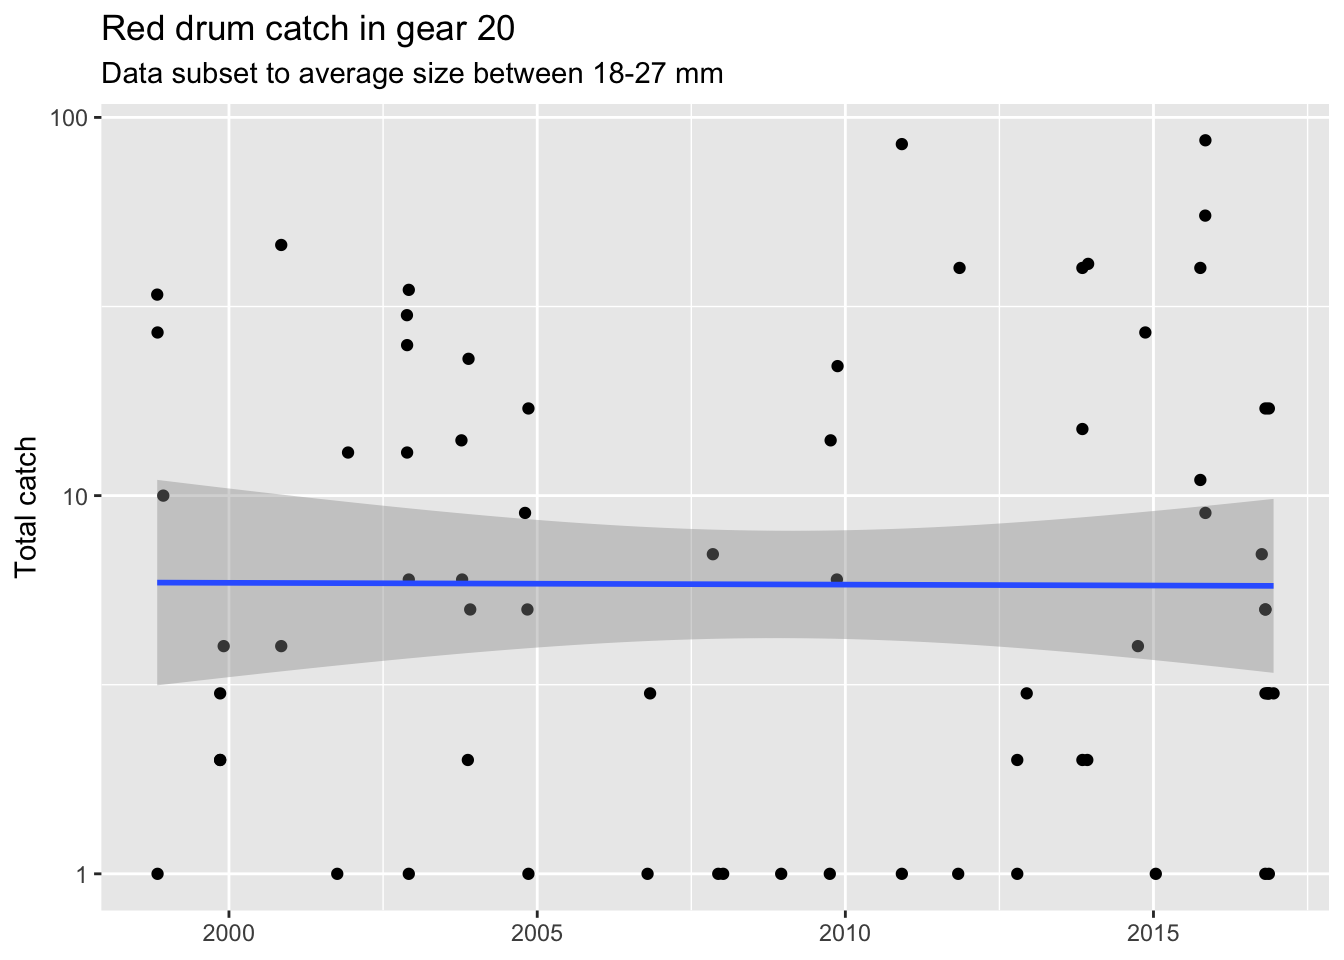 Red drum catch in gear 20
Data subset to average size between 18-27 mm
Total catch
100
10
1
2000
2005
2010
2015